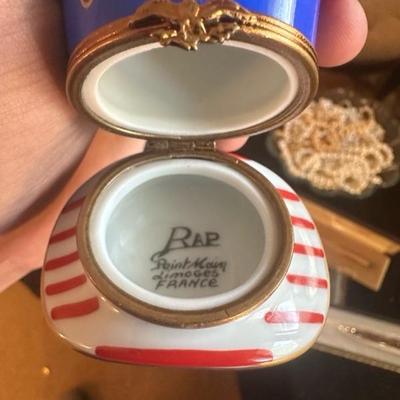 RAP
Peint Main
Limoges
FRANCE